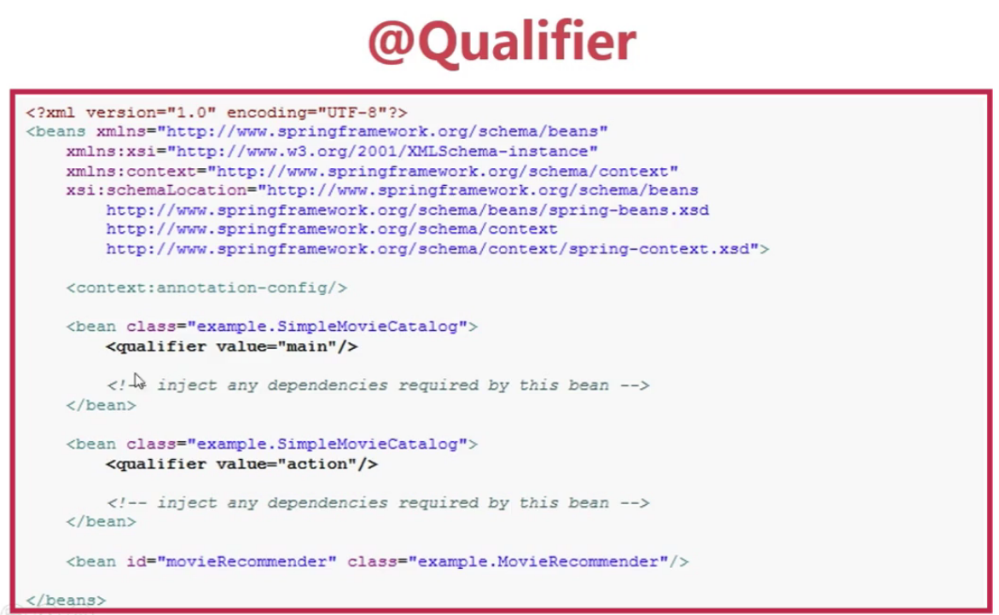 @Qualifier
<?xml version="1.0" encoding="UTF-8"?>
<beans xmlns="http://www.springframework.org/schema/beans"
xmlns:xsi="http://www.w3.org/2001/XMLSchema-instance"
xmlns:context="http://www.springframework.org/schema/context"
xsi:schemaLocation="http://www.springframework.org/schema/beans
http://www.springframework.org/schema/beans/spring-beans.xsd
http://www.springframework.org/schema/context
http://www.springframework.org/schema/context/spring-context.xsd">
<context:annotation-config/>
<bean class="example.SimpleMovieCatalog">
<qualifier value="main"/>
<!-- inject any dependencies required by this bean -->
</bean>
<bean class="example.SimpleMovieCatalog">
<qualifier value="action"/>
<!-- inject any dependencies required by this bean -->
</bean>
<bean id="movieRecommender" class="example.MovieRecommender"/>
</beans>